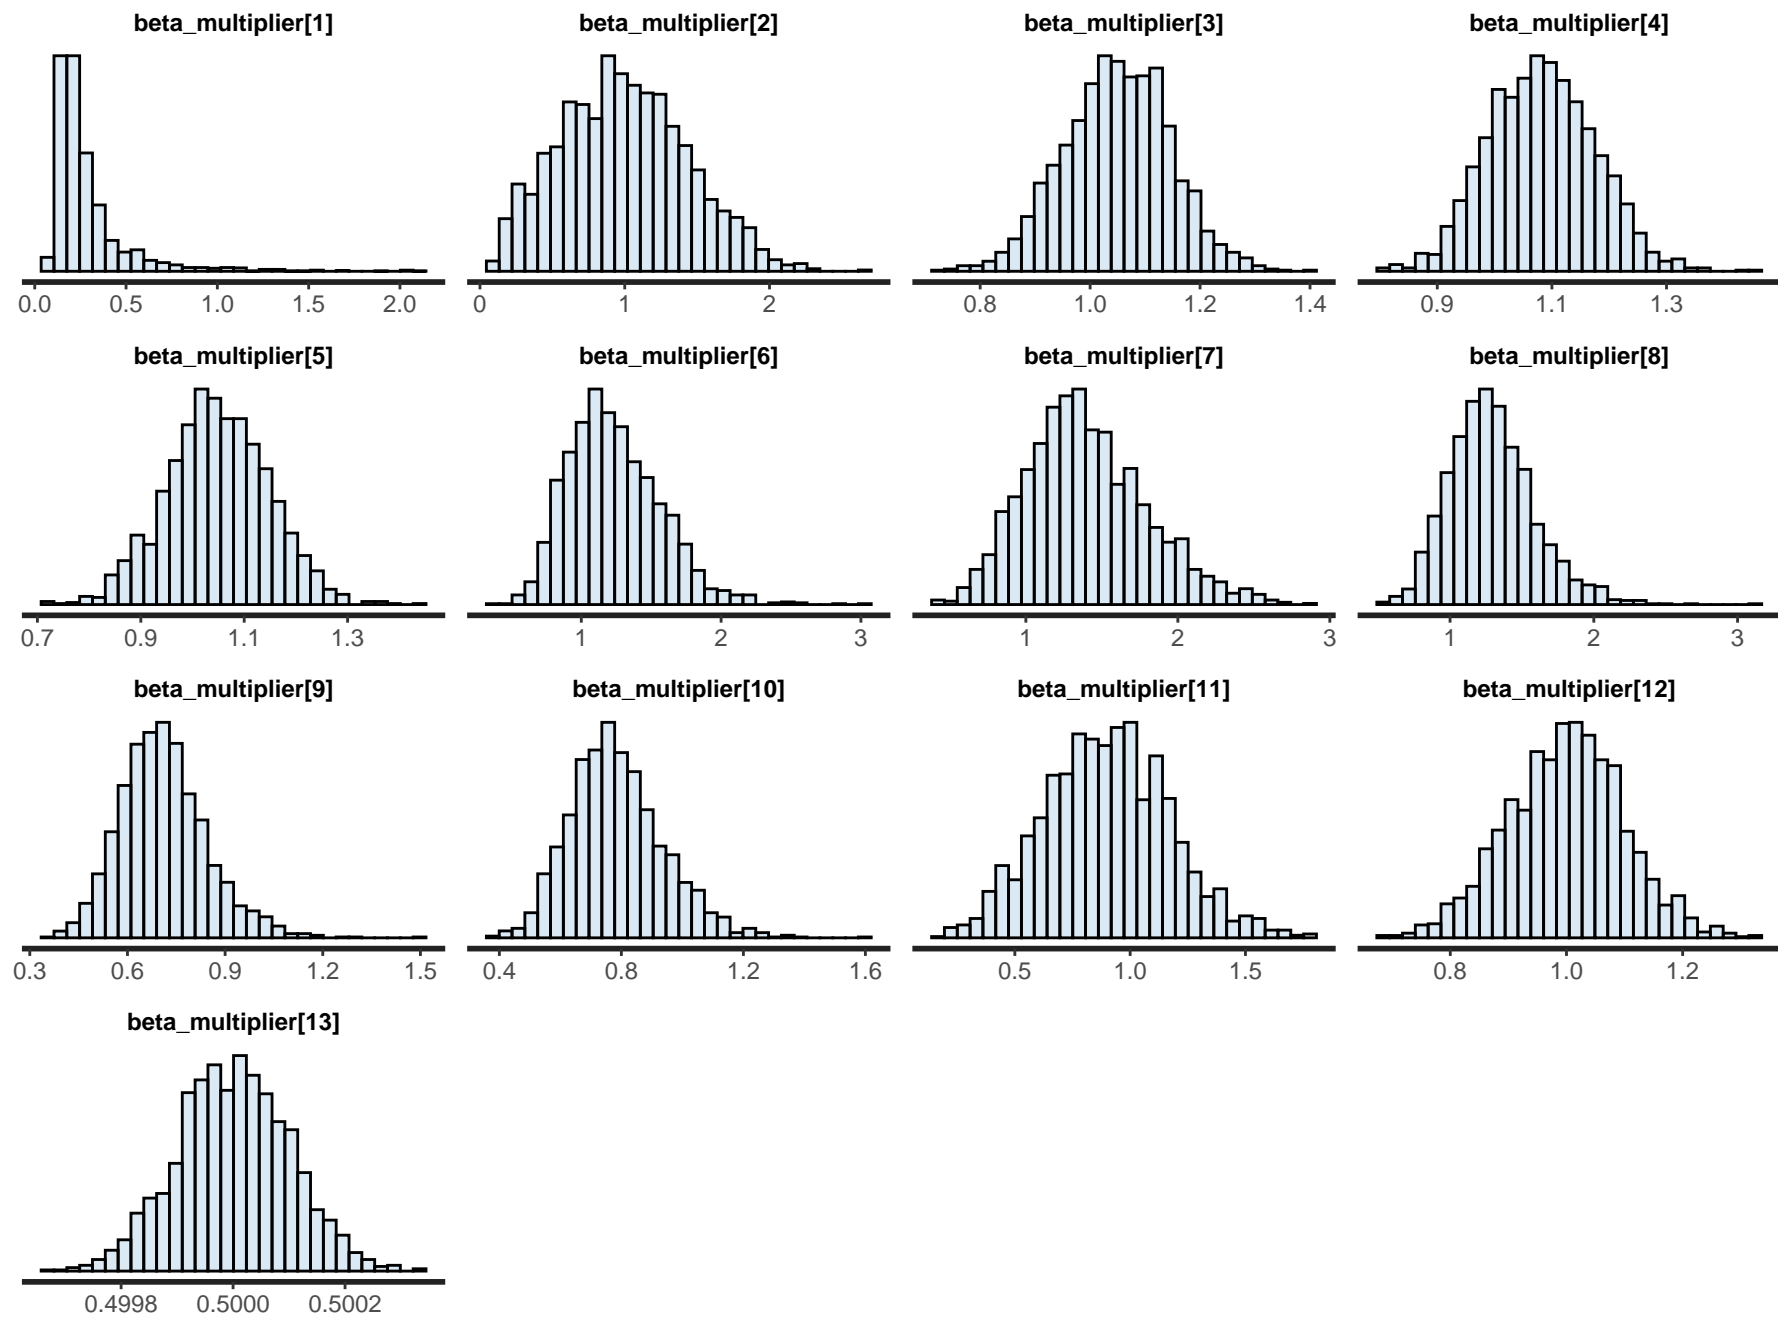 beta_multiplier[1] beta_multiplier[2] beta_multiplier[3] beta_multiplier[4]
0.0 0.5 1.0 1.5 2.0 0 1 2 0.8 1.0 1.2 1.4 0.9 1.1 1.3
beta_multiplier[5] beta_multiplier[6] beta_multiplier[7] beta_multiplier[8]
0.7 0.9 1.1 1.3 1 2 3 1 2 3 1 2 3
beta_multiplier[9] beta_multiplier[10] beta_multiplier[11] beta_multiplier[12]
0.3 0.6 0.9 1.2 1.5 0.4 0.8 1.2 1.6 0.5 1.0 1.5 0.8 1.0 1.2
beta_multiplier[13]
0.4998 0.5000 0.5002